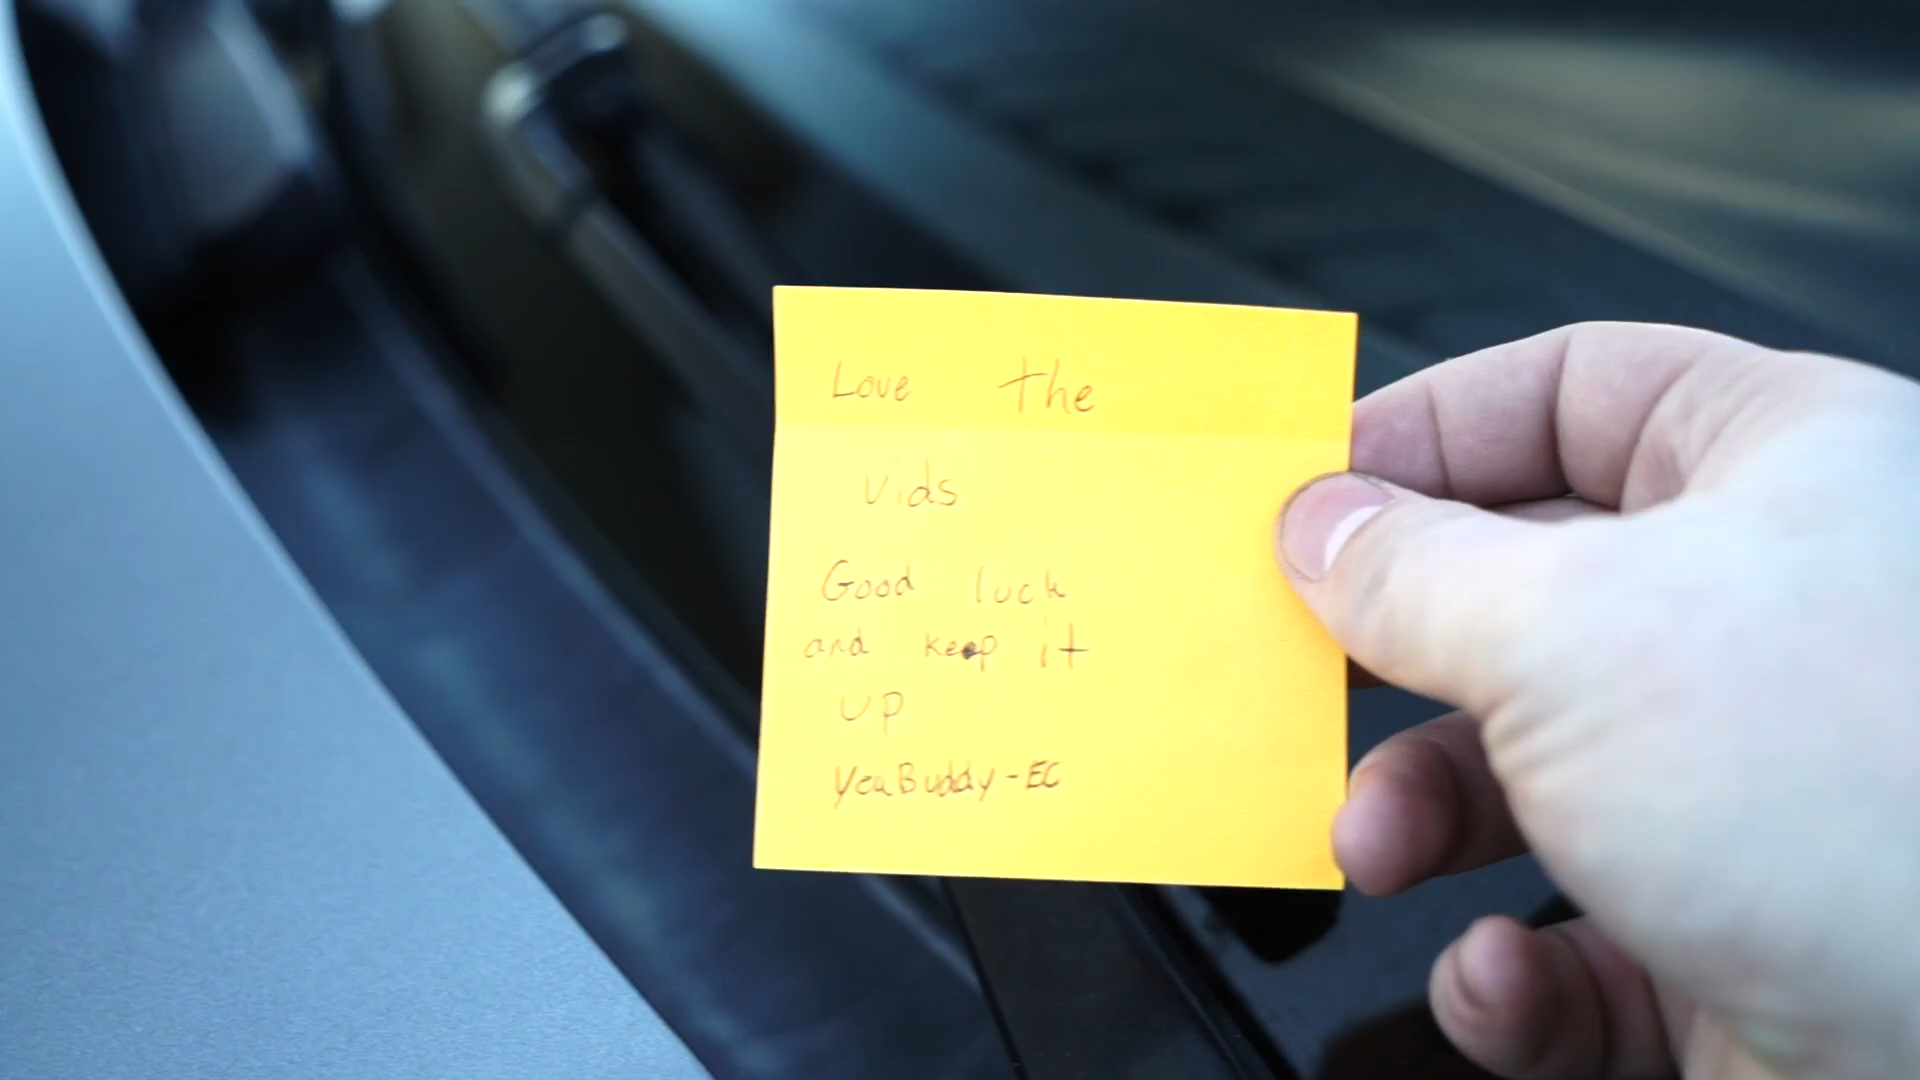 Love the
vids
Good luck
and keep it
up
YeaBuddy-EC